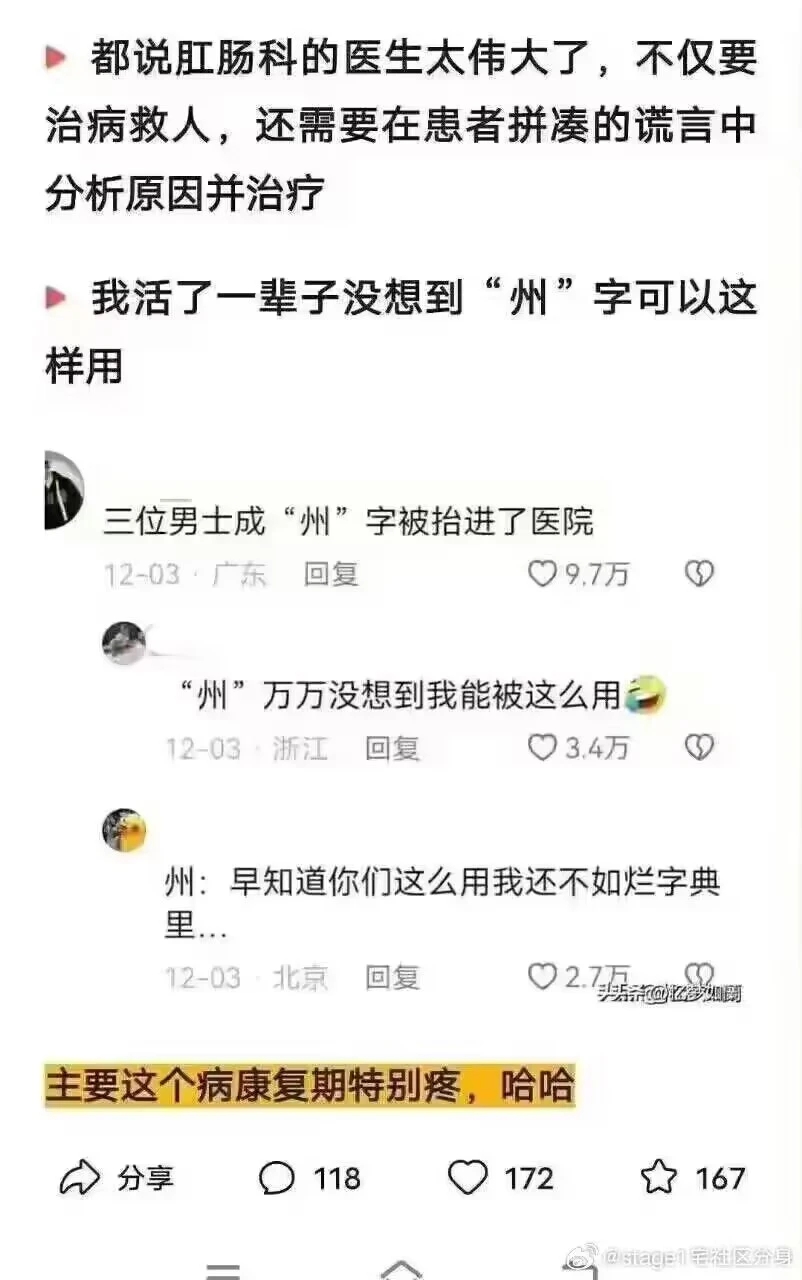 都说肛肠科的医生太伟大了，不仅要
治病救人，还需要在患者拼凑的谎言中
分析原因并治疗
我活了一辈子没想到“州”字可以这
样用
三位男士成“州”字被抬进了医院
12-03 · 广东 回复 9.7万
“州”万万没想到我能被这么用🤣
12-03 · 浙江 回复 3.4万
州：早知道你们这么用我还不如烂字典
里...
12-03 · 北京 回复 2.7万
头条@忆梦如阑
主要这个病康复期特别疼，哈哈
分享 118 172 167
@stage1宅社区分身